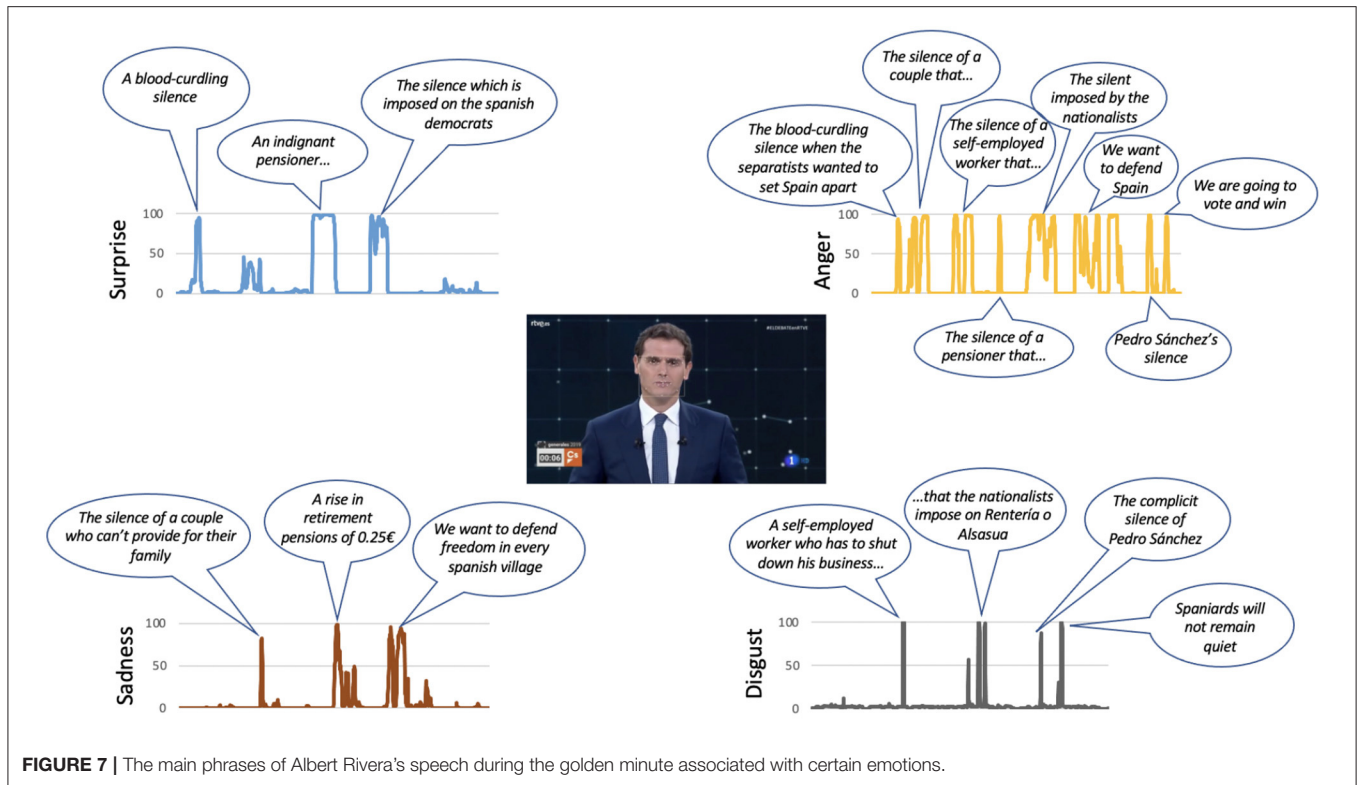 A blood-curdling
silence
An indignant
pensioner…
The silence which is
imposed on the spanish
democrats
Surprise
100
50
0
The blood-curdling
silence when the
separatists wanted to
set Spain apart
The silence of a
couple that…
The silence of a
self-employed
worker that…
The silent
imposed by the
nationalists
We want
to defend
Spain
We are going to
vote and win
Anger
100
50
0
The silence of a
pensioner that…
Pedro Sánchez's
silence
rtve.es
#ELDEBATEenRTVE
generales 2019
00:06
Cs
1
The silence of a couple
who can't provide for their
family
A rise in
retirement
pensions of 0.25€
We want to defend
freedom in every
spanish village
Sadness
100
50
0
A self-employed
worker who has to shut
down his business…
…that the nationalists
impose on Rentería o
Alsasua
The complicit
silence of
Pedro Sánchez
Spaniards will
not remain
quiet
Disgust
100
50
0
FIGURE 7 | The main phrases of Albert Rivera's speech during the golden minute associated with certain emotions.